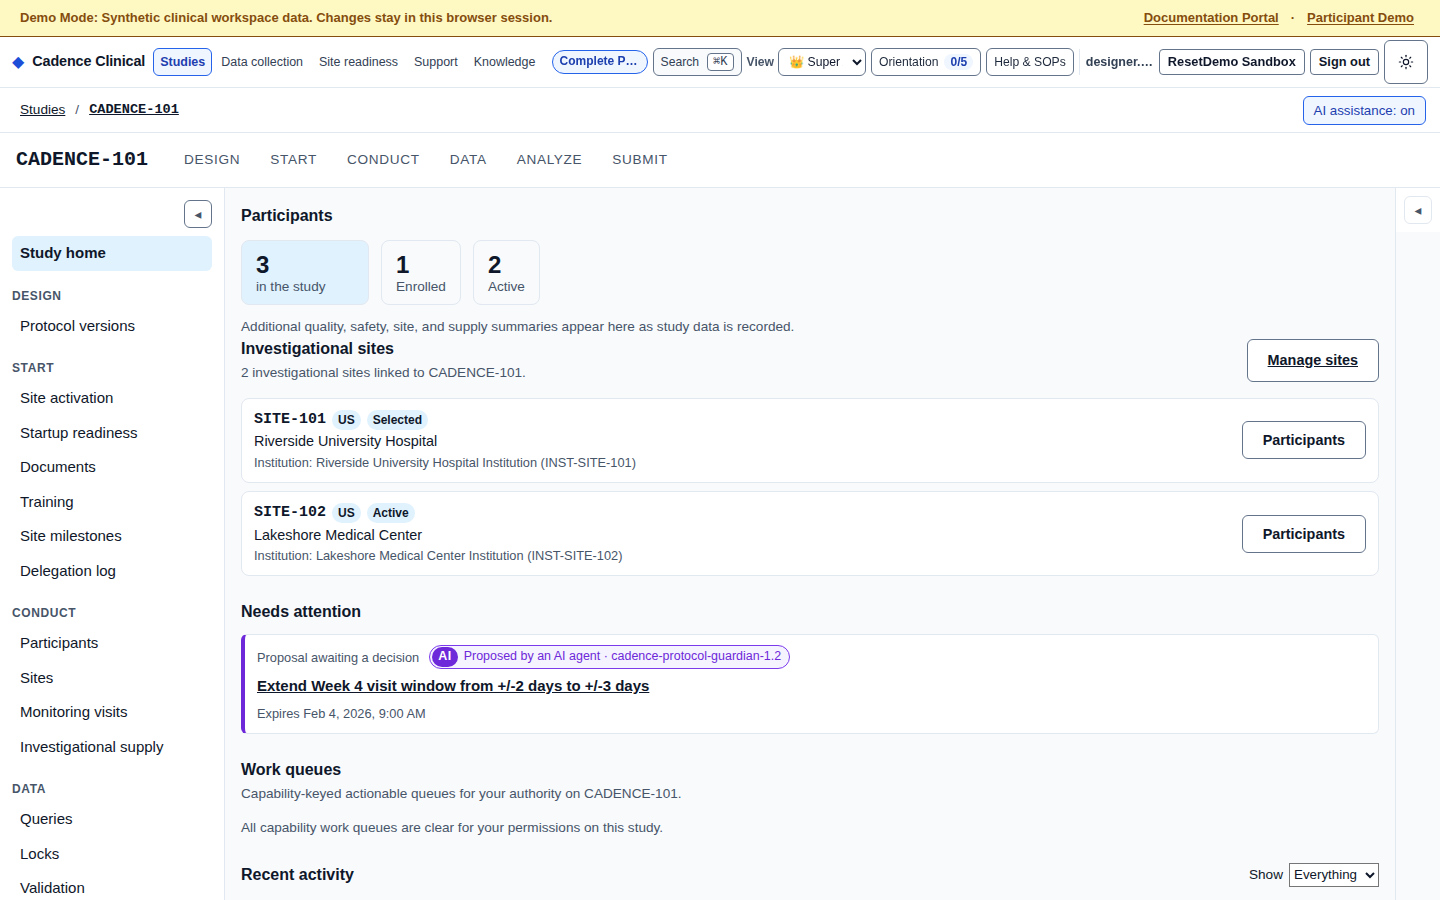 Demo Mode: Synthetic clinical workspace data. Changes stay in this browser session.
Documentation Portal · Participant Demo
Cadence Clinical Studies Data collection Site readiness Support Knowledge Complete P… Search ⌘K View 👑 Super Orientation 0/5 Help & SOPs designer.… ResetDemo Sandbox Sign out
Studies / CADENCE-101
AI assistance: on
CADENCE-101 DESIGN START CONDUCT DATA ANALYZE SUBMIT
Study home
DESIGN
Protocol versions
START
Site activation
Startup readiness
Documents
Training
Site milestones
Delegation log
CONDUCT
Participants
Sites
Monitoring visits
Investigational supply
DATA
Queries
Locks
Validation
Participants
3
in the study
1
Enrolled
2
Active
Additional quality, safety, site, and supply summaries appear here as study data is recorded.
Investigational sites
2 investigational sites linked to CADENCE-101.
Manage sites
SITE-101 US Selected
Riverside University Hospital
Institution: Riverside University Hospital Institution (INST-SITE-101)
Participants
SITE-102 US Active
Lakeshore Medical Center
Institution: Lakeshore Medical Center Institution (INST-SITE-102)
Participants
Needs attention
Proposal awaiting a decision AI Proposed by an AI agent · cadence-protocol-guardian-1.2
Extend Week 4 visit window from +/-2 days to +/-3 days
Expires Feb 4, 2026, 9:00 AM
Work queues
Capability-keyed actionable queues for your authority on CADENCE-101.
All capability work queues are clear for your permissions on this study.
Recent activity
Show Everything